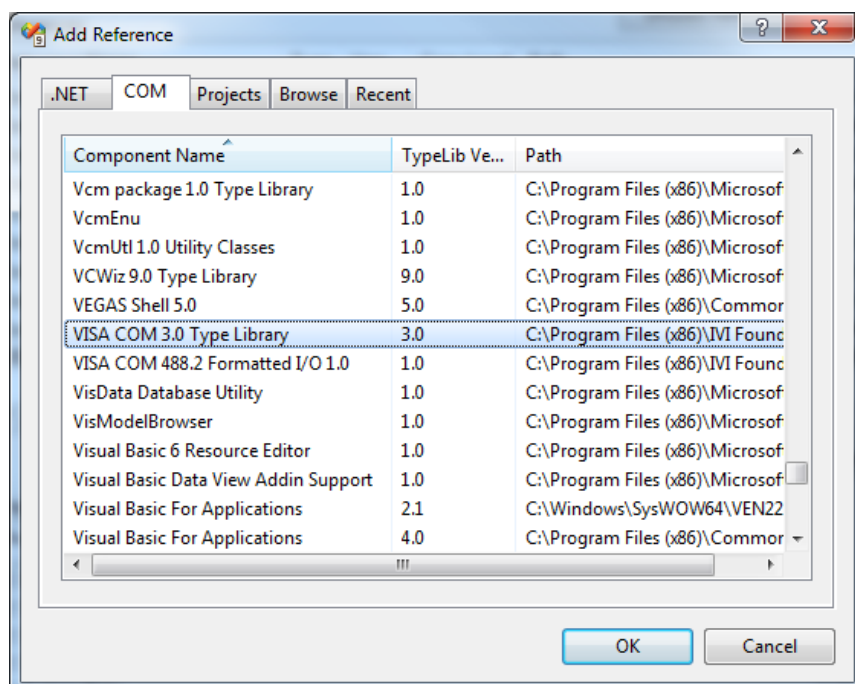 Add Reference
.NET COM Projects Browse Recent
Component Name TypeLib Ve... Path
Vcm package 1.0 Type Library 1.0 C:\Program Files (x86)\Microsof
VcmEnu 1.0 C:\Program Files (x86)\Microsof
VcmUtl 1.0 Utility Classes 1.0 C:\Program Files (x86)\Microsof
VCWiz 9.0 Type Library 9.0 C:\Program Files (x86)\Microsof
VEGAS Shell 5.0 5.0 C:\Program Files (x86)\Common
VISA COM 3.0 Type Library 3.0 C:\Program Files (x86)\IVI Found
VISA COM 488.2 Formatted I/O 1.0 1.0 C:\Program Files (x86)\IVI Found
VisData Database Utility 1.0 C:\Program Files (x86)\Microsof
VisModelBrowser 1.0 C:\Program Files (x86)\Microsof
Visual Basic 6 Resource Editor 1.0 C:\Program Files (x86)\Microsof
Visual Basic Data View Addin Support 1.0 C:\Program Files (x86)\Microsof
Visual Basic For Applications 2.1 C:\Windows\SysWOW64\VEN22
Visual Basic For Applications 4.0 C:\Program Files (x86)\Common
OK Cancel